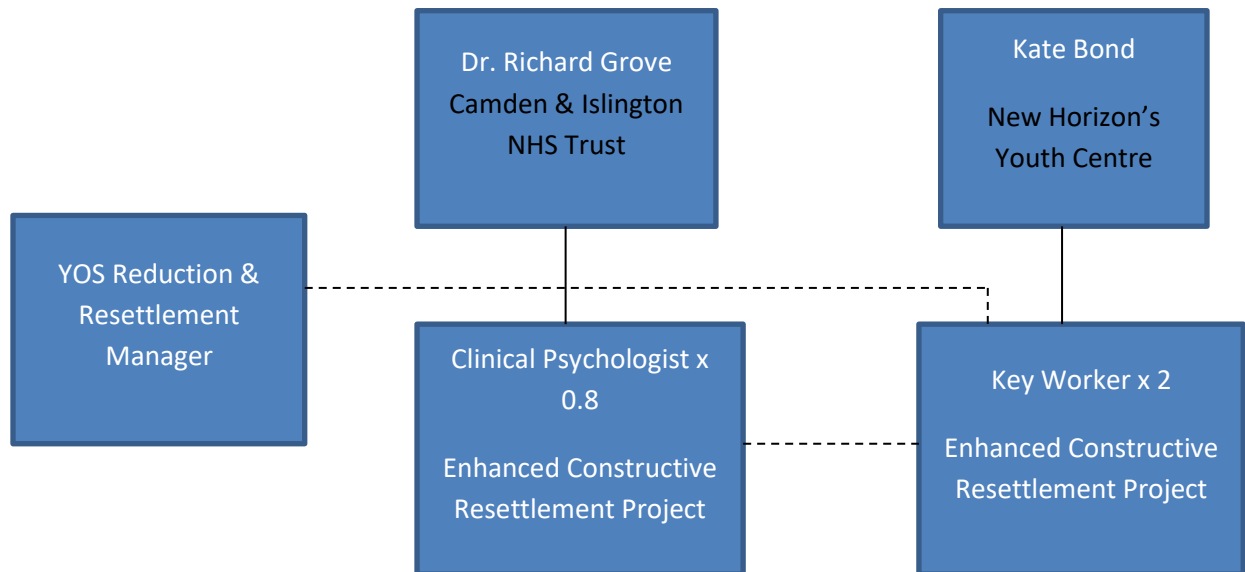 Dr. Richard Grove
Camden & Islington
NHS Trust
Kate Bond
New Horizon's
Youth Centre
YOS Reduction &
Resettlement
Manager
Clinical Psychologist x
0.8
Enhanced Constructive
Resettlement Project
Key Worker x 2
Enhanced Constructive
Resettlement Project